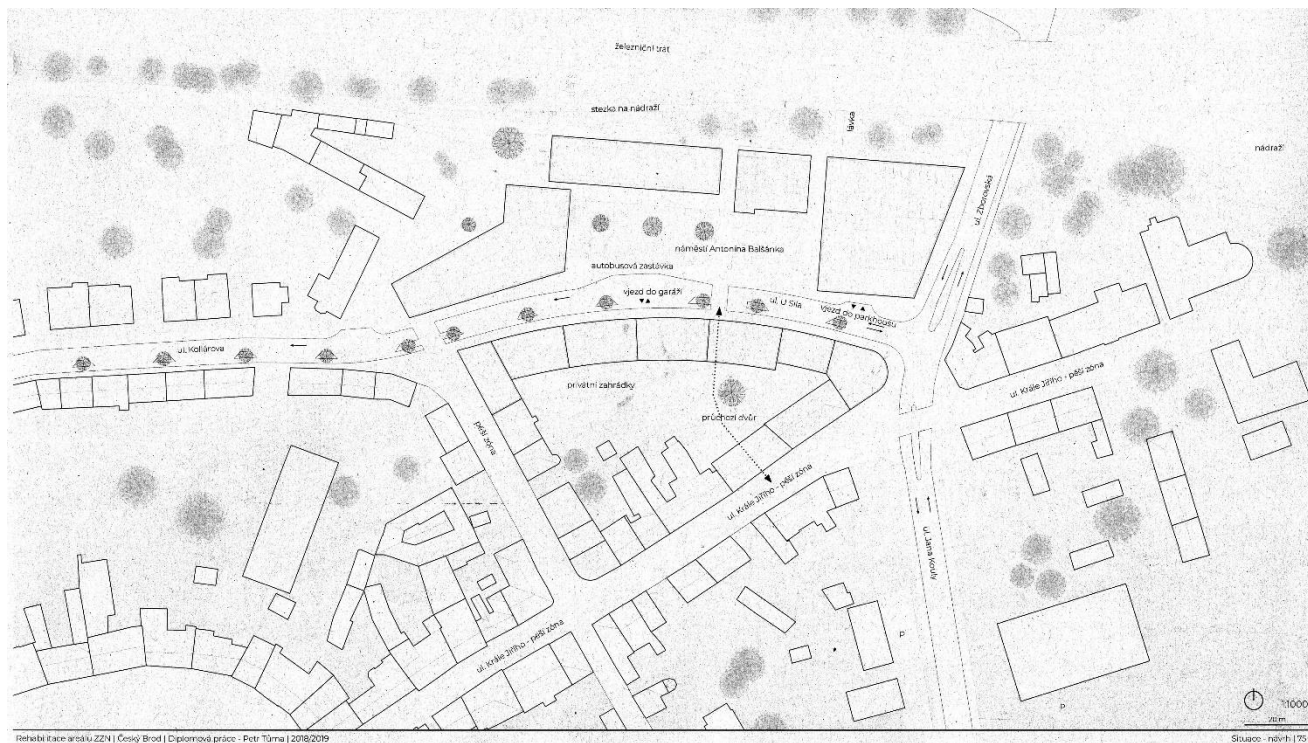 železniční trať
stezka na nádraží
lávka
nádraží
ul. Zborovská
náměstí Antonína Balšánka
autobusová zastávka
vjezd do garáží
ul. U Sila
vjezd do parkhousu
ul. Kollárova
ul. Krále Jiřího - pěší zóna
privátní zahrádky
průchozí dvůr
pěší zóna
ul. Krále Jiřího - pěší zóna
ul. Jana Kouly
P
ul. Krále Jiřího - pěší zóna
P
1:1000
20 m
Rehabilitace areálu ZZN | Český Brod | Diplomová práce - Petr Tůma | 2018/2019
Situace - návrh | 75